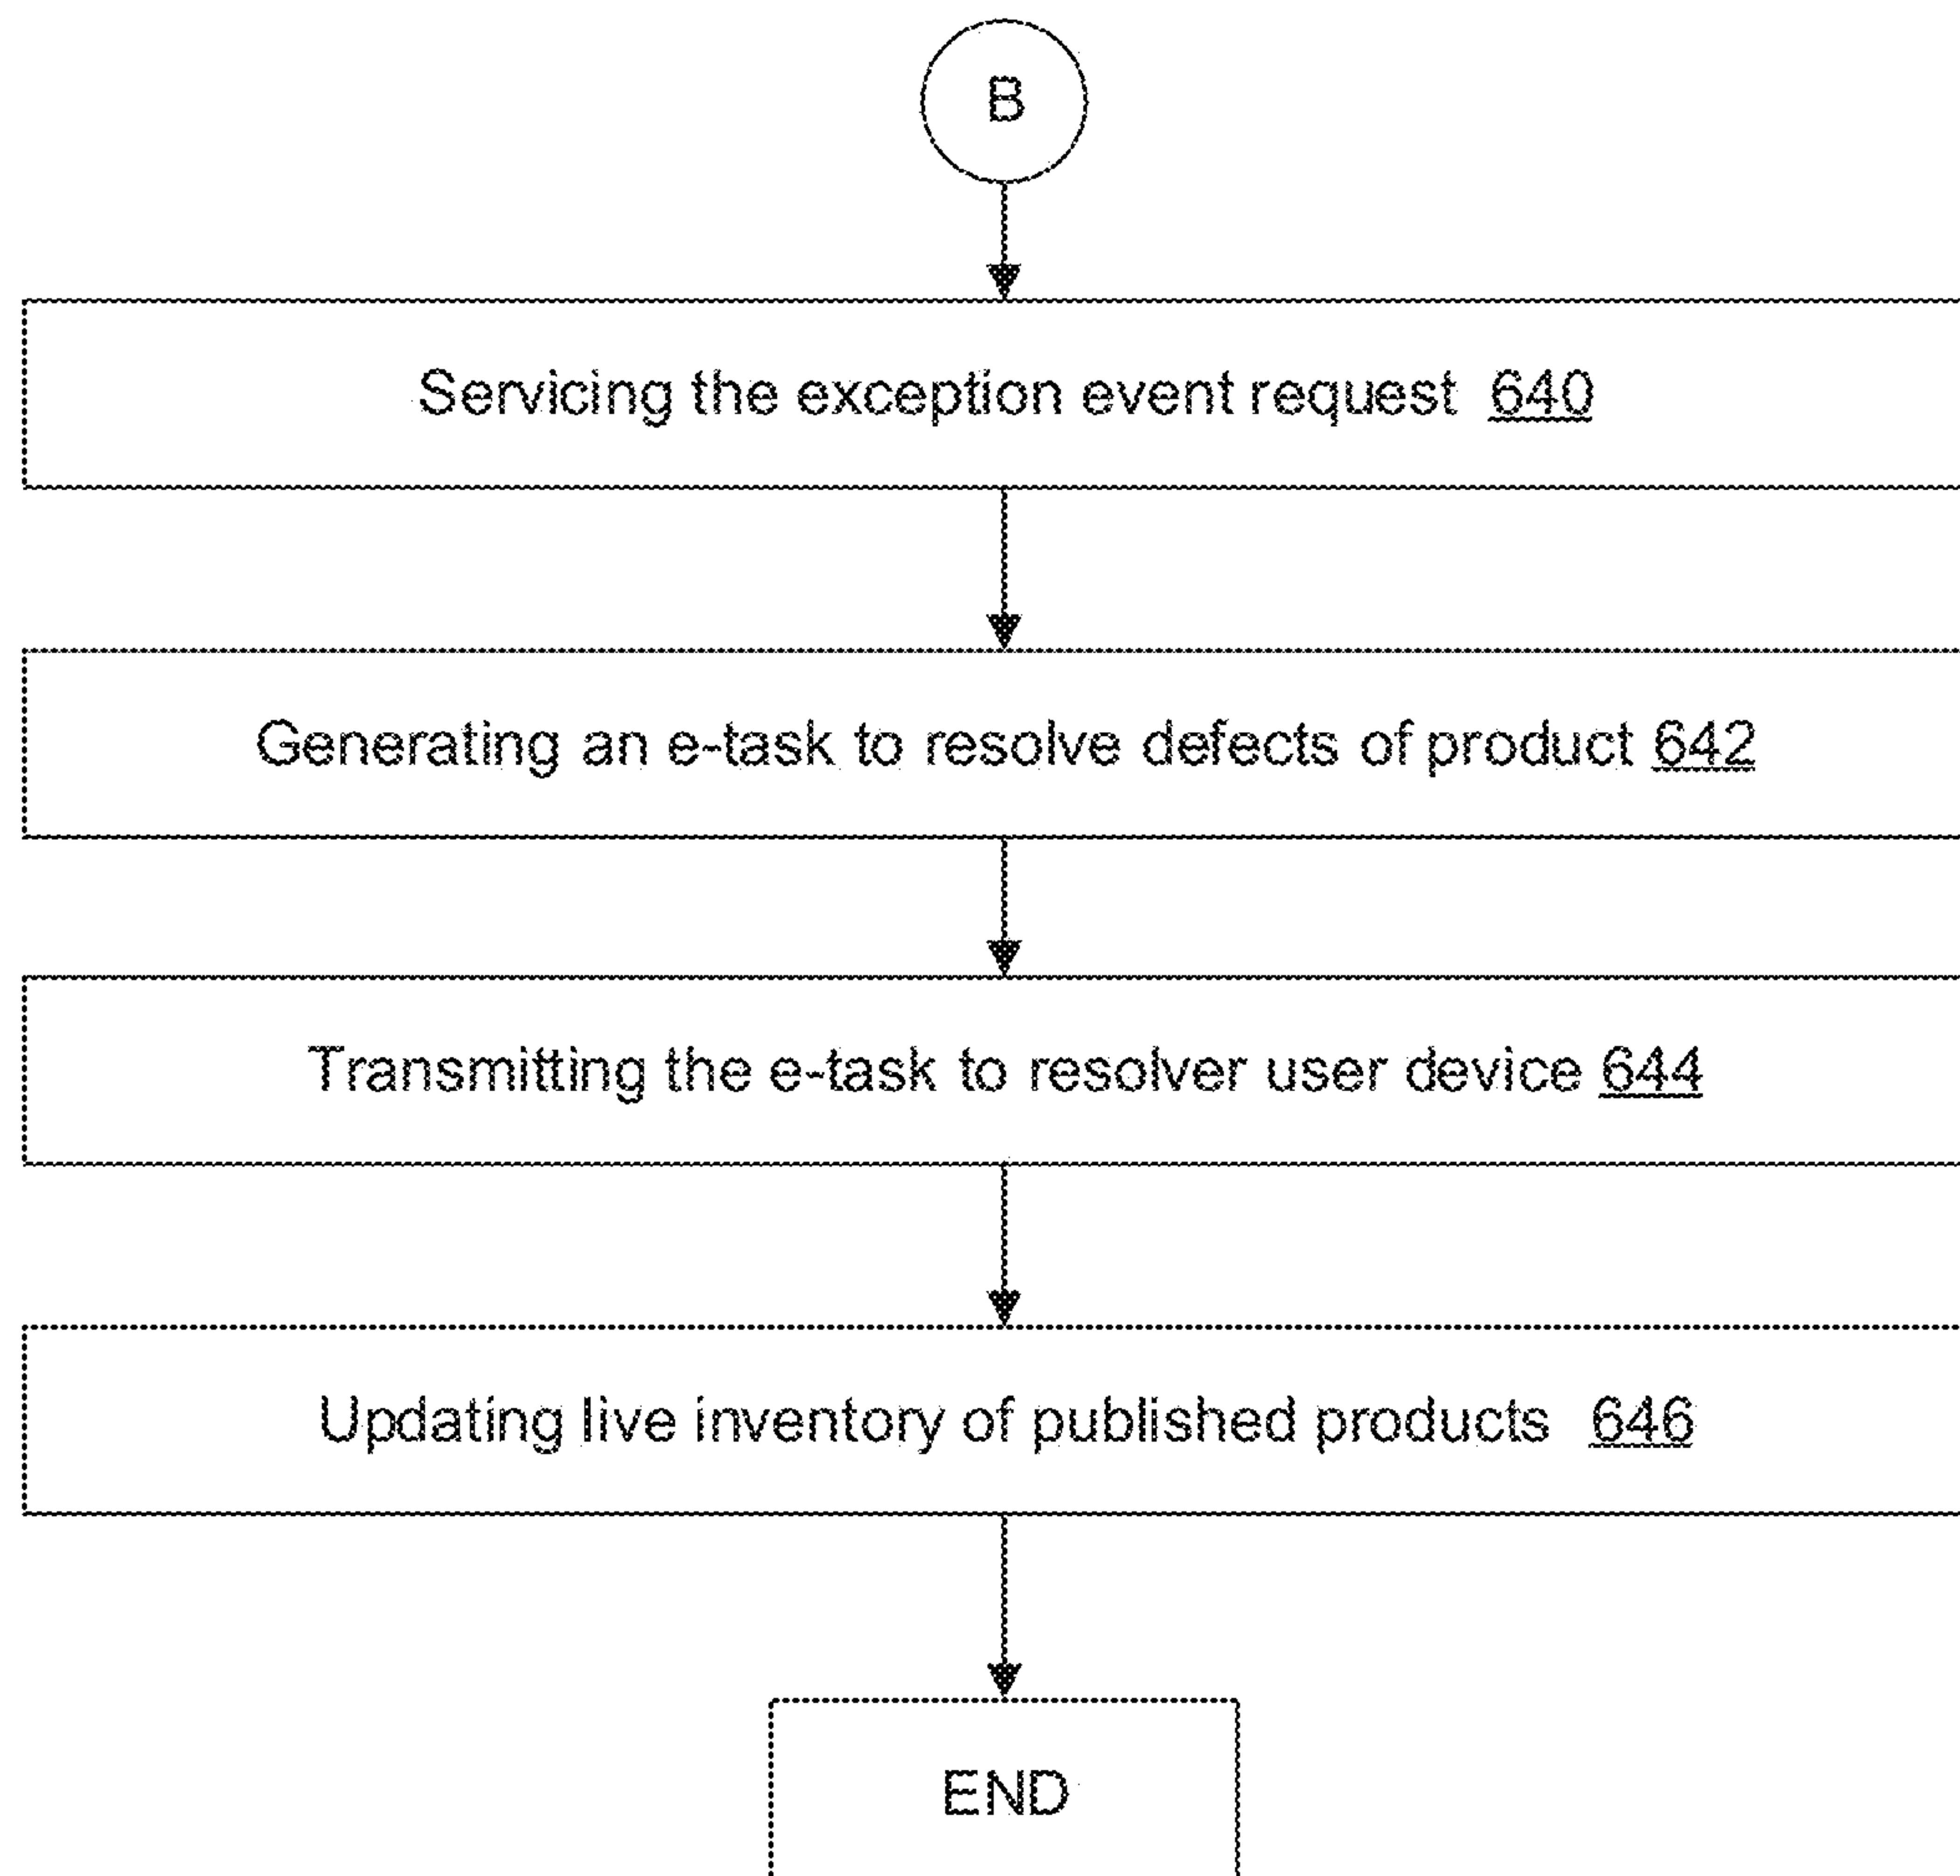 B
Servicing the exception event request 640
Generating an e-task to resolve defects of product 642
Transmitting the e-task to resolver user device 644
Updating live inventory of published products 646
END